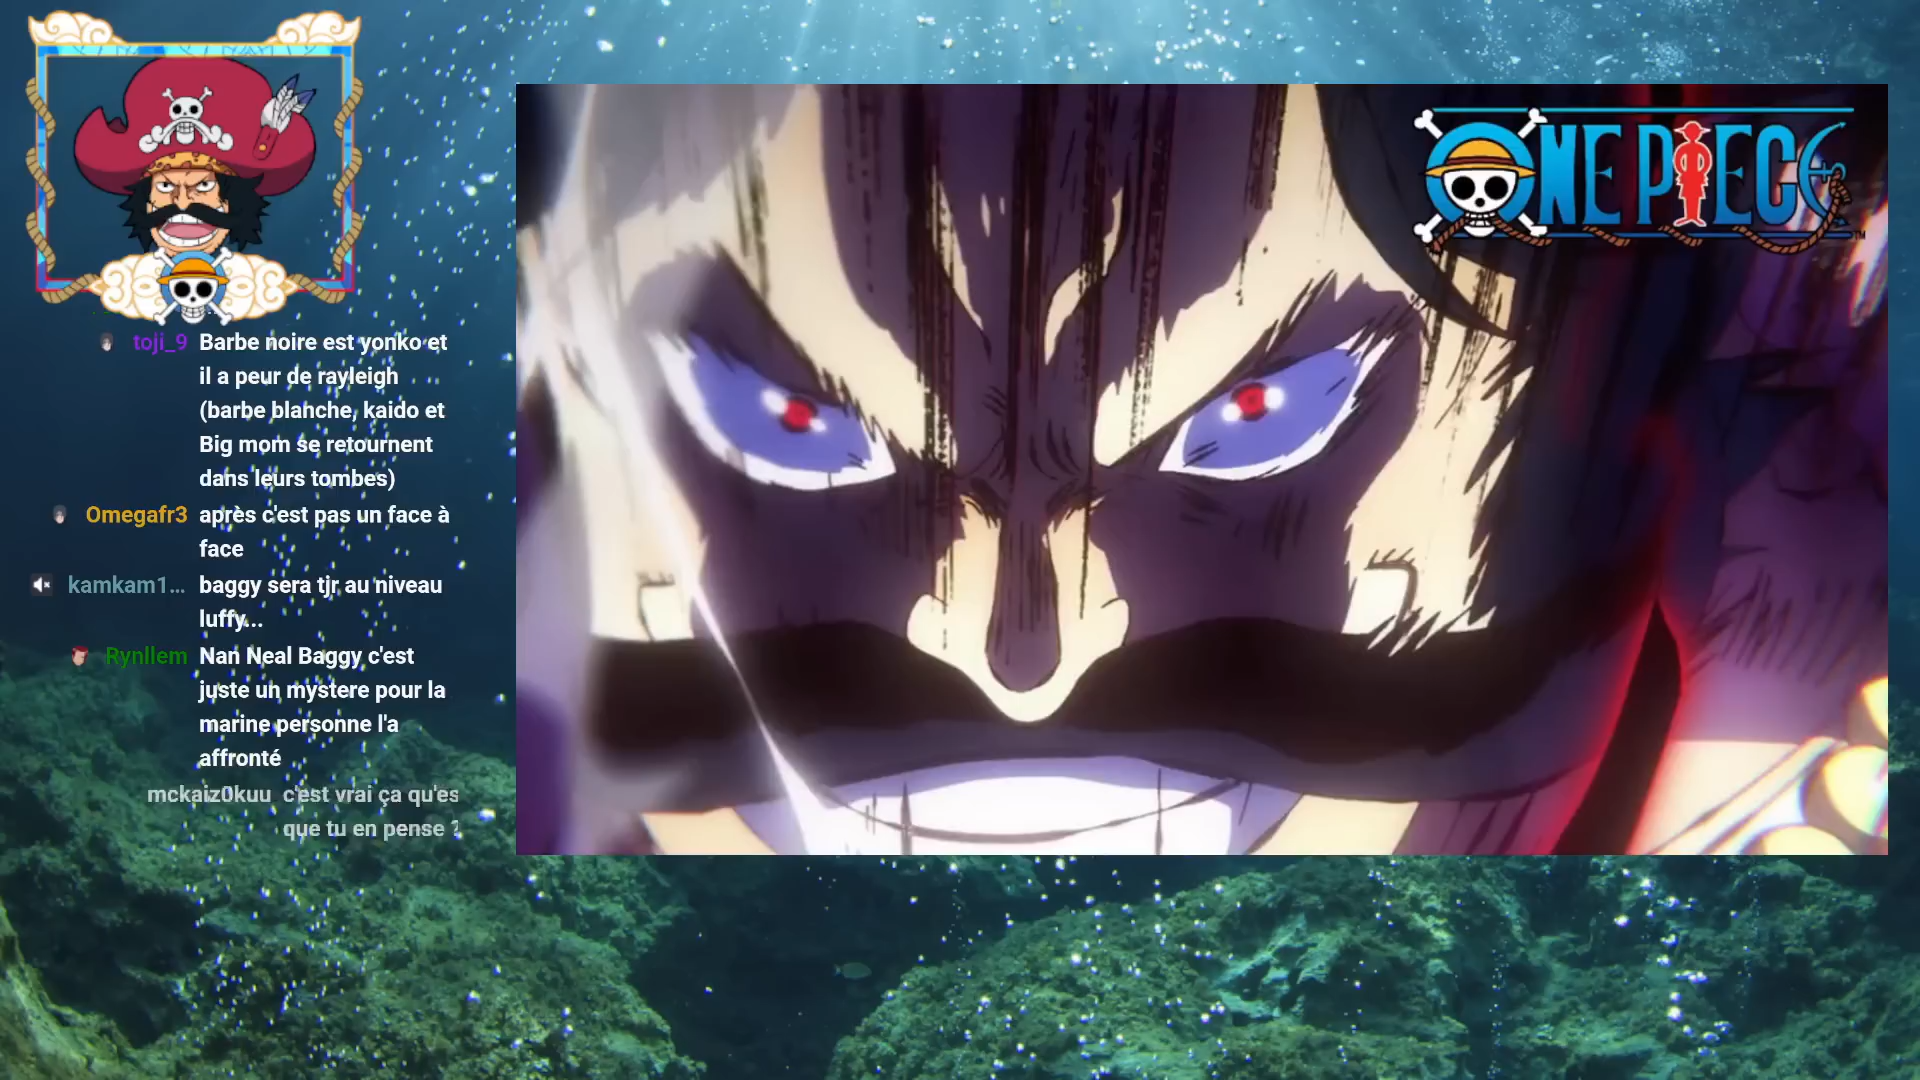 ONE PIECE
TM
toji_9 Barbe noire est yonko et
il a peur de rayleigh
(barbe blanche, kaido et
Big mom se retournent
dans leurs tombes)
Omegafr3 après c'est pas un face à
face
kamkam1... baggy sera tjr au niveau
luffy...
Rynllem Nan Neal Baggy c'est
juste un mystere pour la
marine personne l'a
affronté
mckaiz0kuu c'est vrai ça qu'es
que tu en pense ?